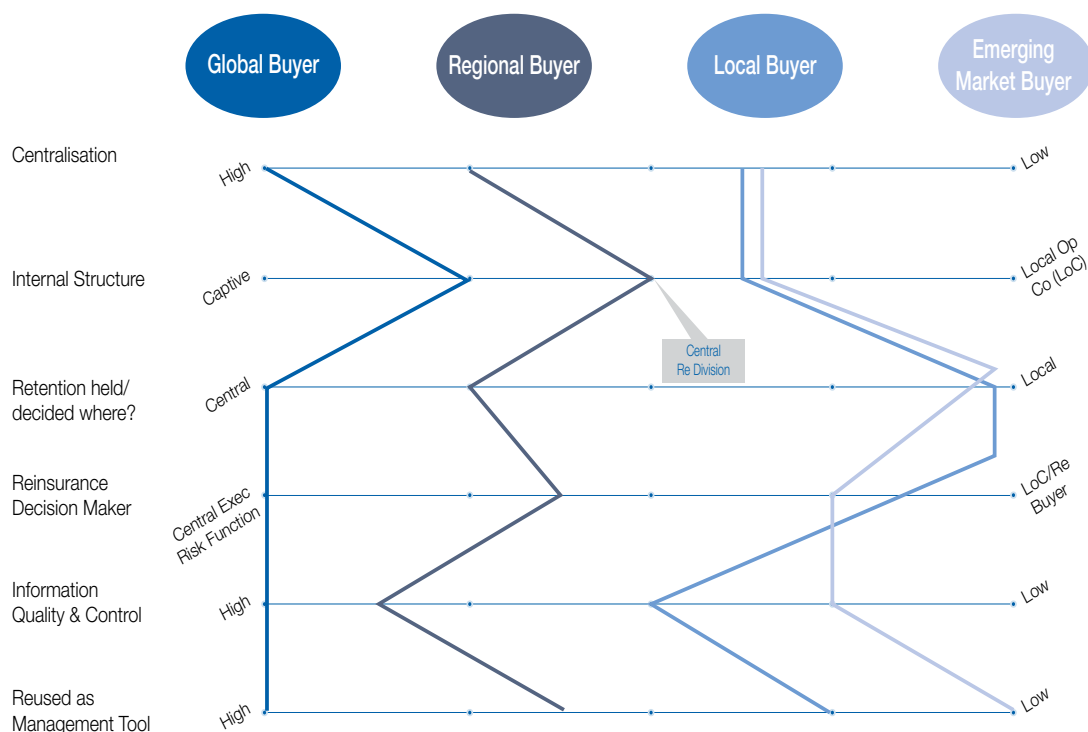 Global Buyer
Regional Buyer
Local Buyer
Emerging
Market Buyer
Centralisation
High
Low
Internal Structure
Captive
Local Op
Co (LoC)
Central
Re Division
Retention held/
decided where?
Central
Local
Reinsurance
Decision Maker
Central Exec
Risk Function
LoC/Re
Buyer
Information
Quality & Control
High
Low
Reused as
Management Tool
High
Low